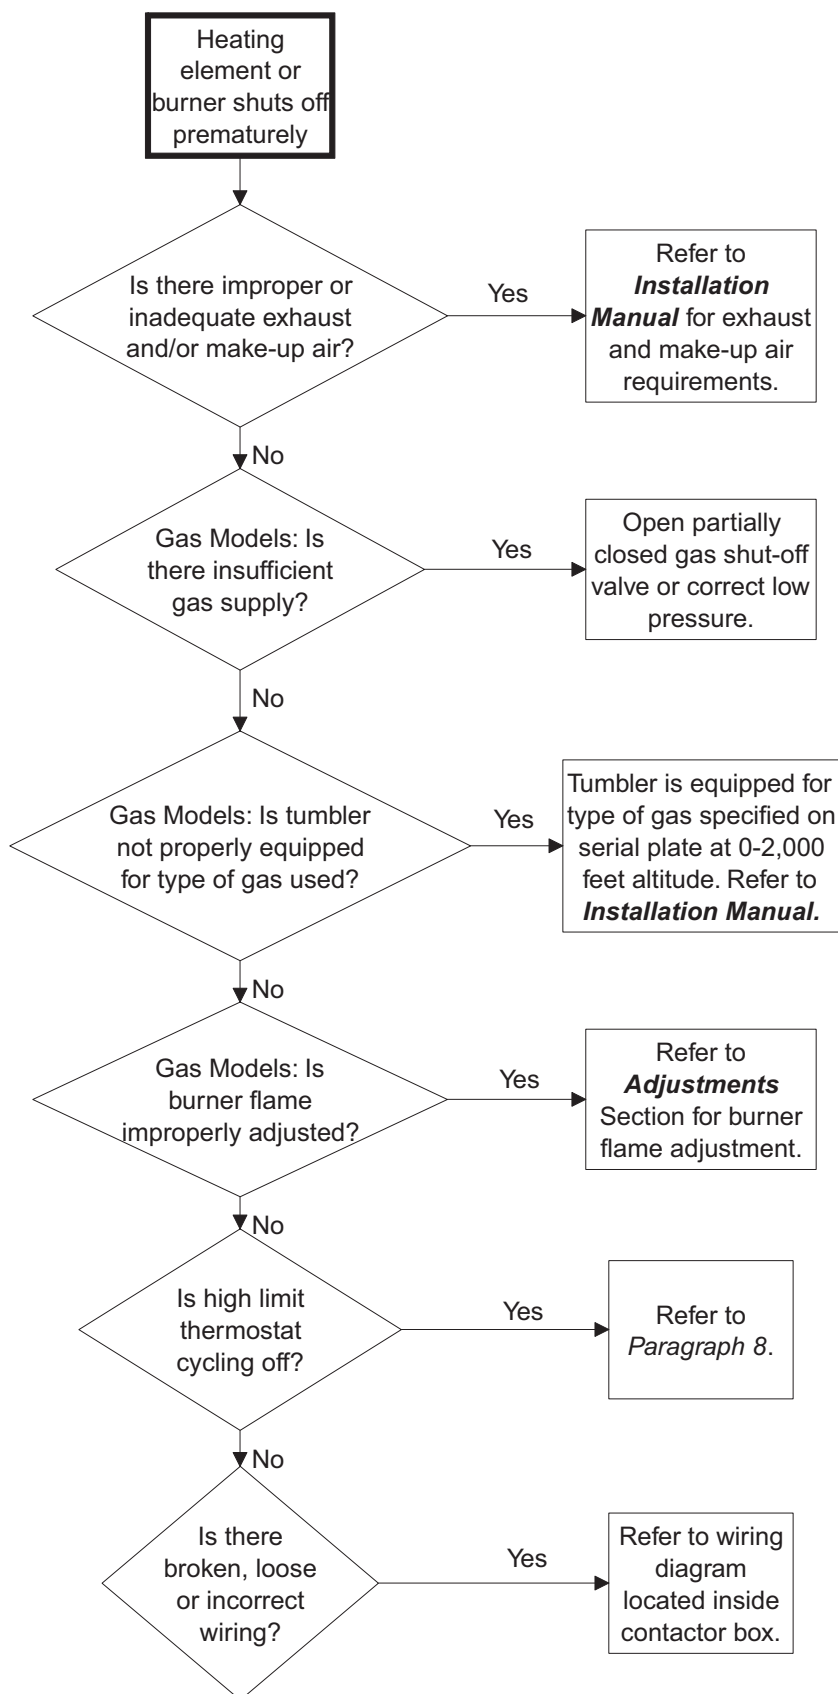 Heating
element or
burner shuts off
prematurely
Is there improper or
inadequate exhaust
and/or make-up air?
Yes
Refer to
Installation
Manual for exhaust
and make-up air
requirements.
No
Gas Models: Is
there insufficient
gas supply?
Yes
Open partially
closed gas shut-off
valve or correct low
pressure.
No
Gas Models: Is tumbler
not properly equipped
for type of gas used?
Yes
Tumbler is equipped for
type of gas specified on
serial plate at 0-2,000
feet altitude. Refer to
Installation Manual.
No
Gas Models: Is
burner flame
improperly adjusted?
Yes
Refer to
Adjustments
Section for burner
flame adjustment.
No
Is high limit
thermostat
cycling off?
Yes
Refer to
Paragraph 8.
No
Is there
broken, loose
or incorrect
wiring?
Yes
Refer to wiring
diagram
located inside
contactor box.